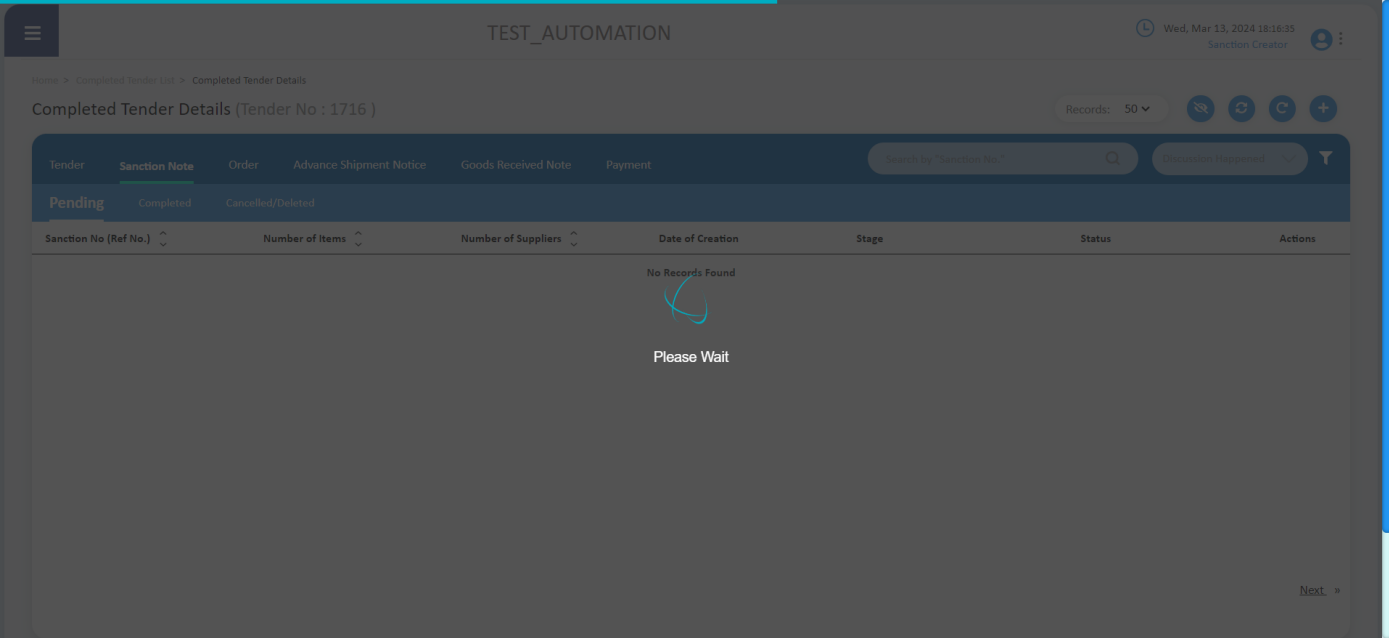 TEST_AUTOMATION
Wed, Mar 13, 2024 18:16:35
Sanction Creator
Home > Completed Tender List > Completed Tender Details
Completed Tender Details (Tender No : 1716 )
Records: 50
Tender Sanction Note Order Advance Shipment Notice Goods Received Note Payment
Search by "Sanction No."
Discussion Happened
Pending Completed Cancelled/Deleted
Sanction No (Ref No.) Number of Items Number of Suppliers Date of Creation Stage Status Actions
No Records Found
Please Wait
Next »